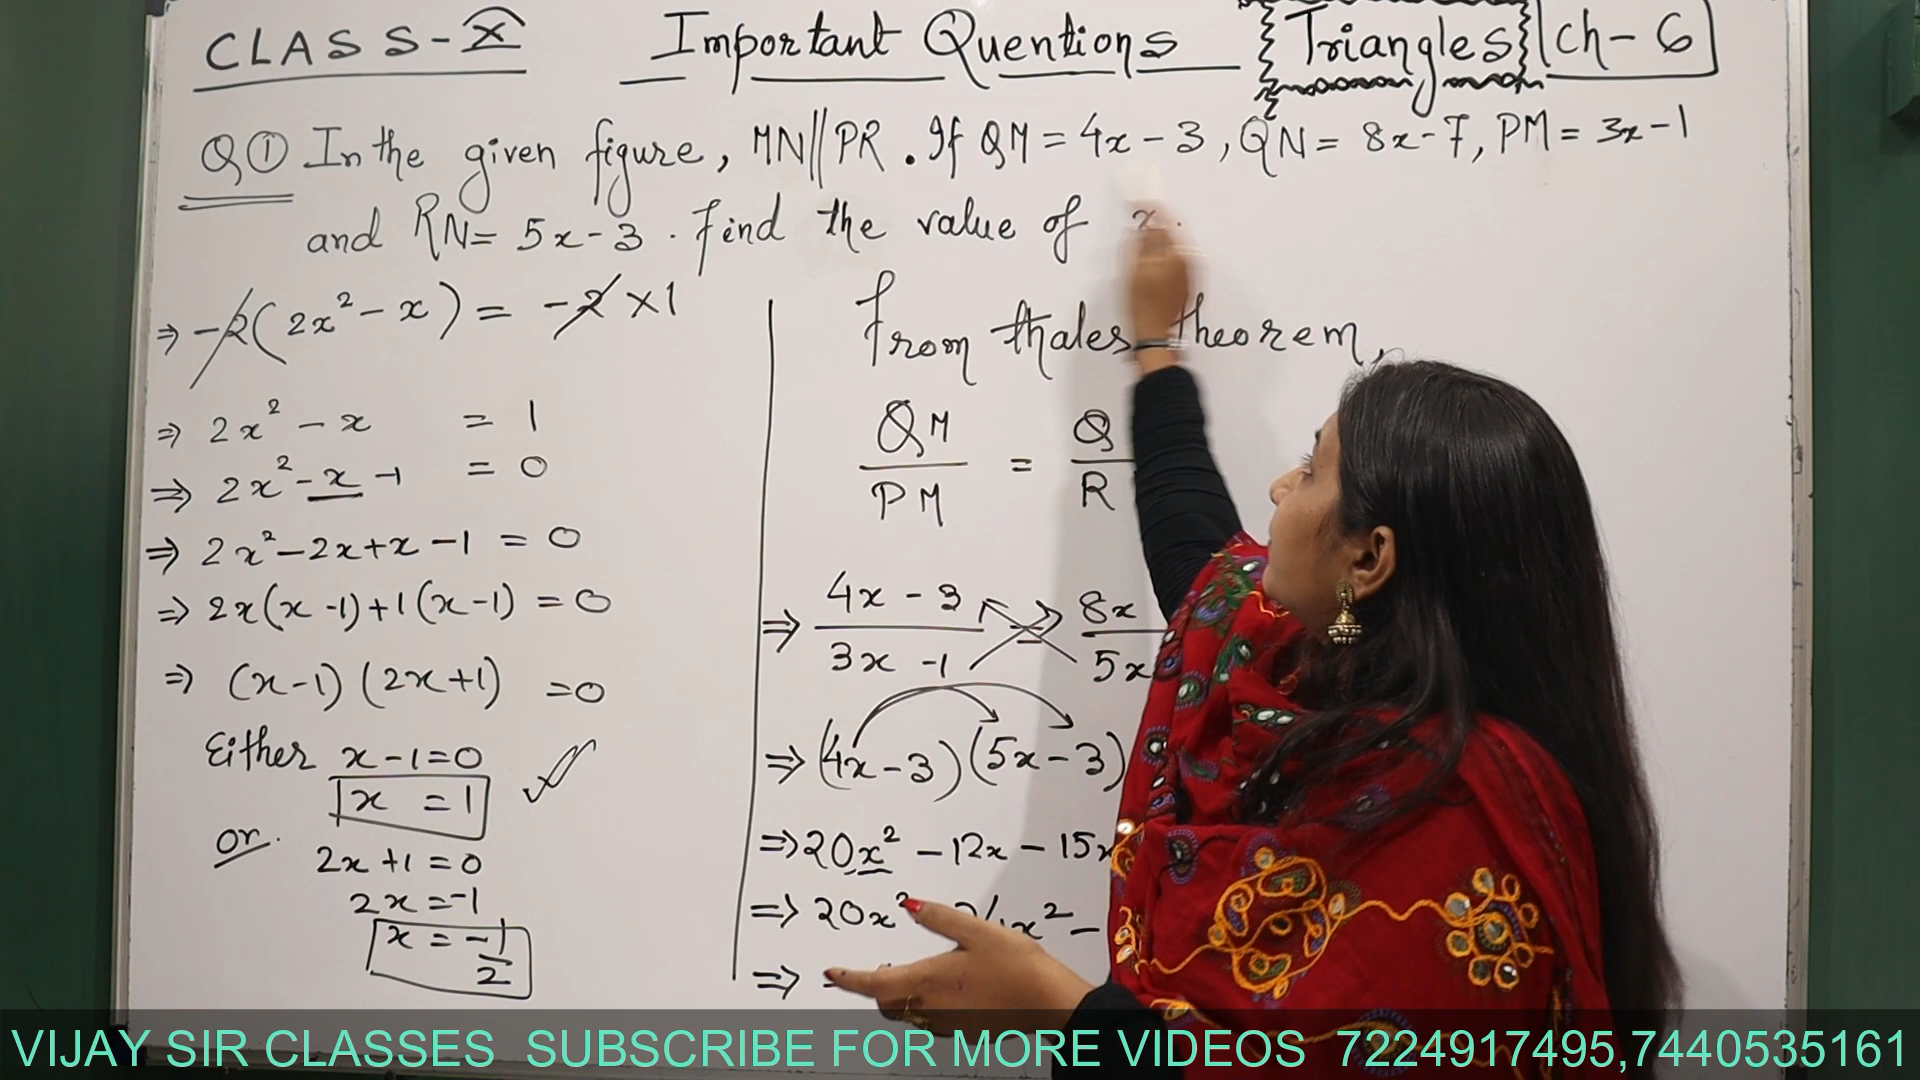 CLASS-X Important Quentions Triangles ch-6
Q① In the given figure, MN||PR. If QM = 4x-3, QN = 8x-7, PM = 3x-1
and RN = 5x-3. find the value of x.
⇒ -2(2x²-x) = -2×1
⇒ 2x²-x = 1
⇒ 2x²-x-1 = 0
⇒ 2x²-2x+x-1 = 0
⇒ 2x(x-1)+1(x-1) = 0
⇒ (x-1)(2x+1) =0
Either x-1=0
x = 1
or.
2x+1=0
2x=-1
x = -1/2
from thales theorem,
QM/PM = Q/R
⇒ 4x-3/3x-1 = 8x/5x
⇒ (4x-3)(5x-3)
⇒ 20x²-12x-15x
⇒ 20x² 24x²-
⇒
VIJAY SIR CLASSES SUBSCRIBE FOR MORE VIDEOS 7224917495,7440535161